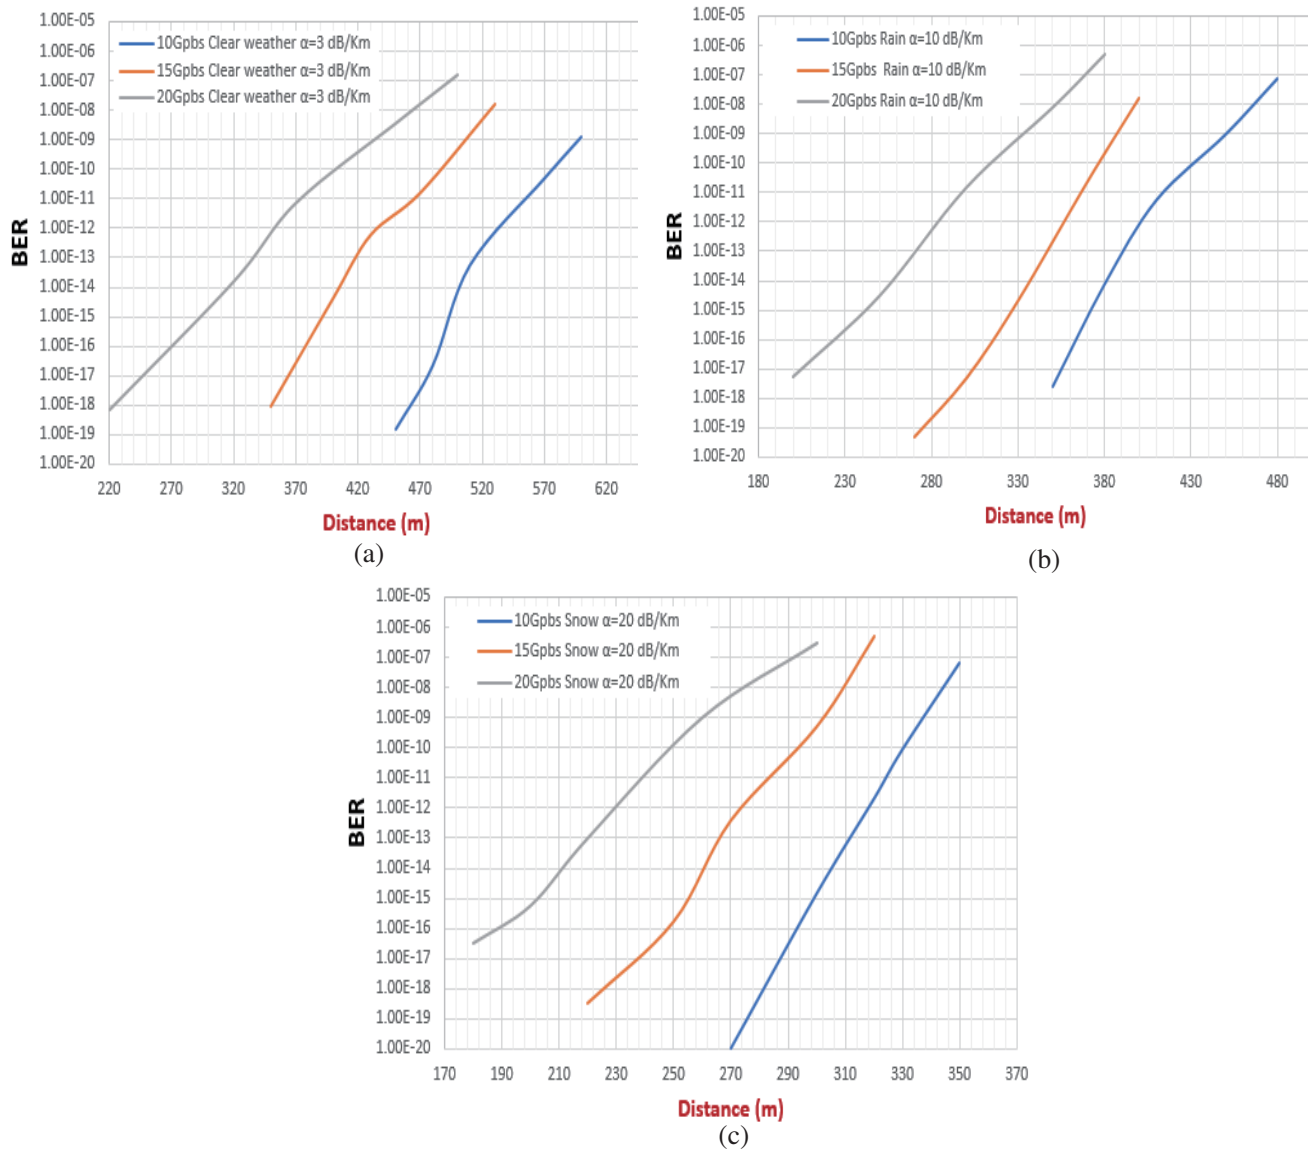 1.00E-05
1.00E-06
1.00E-07
1.00E-08
1.00E-09
1.00E-10
1.00E-11
1.00E-12
1.00E-13
1.00E-14
1.00E-15
1.00E-16
1.00E-17
1.00E-18
1.00E-19
1.00E-20
BER
10Gpbs Clear weather α=3 dB/Km
15Gpbs Clear weather α=3 dB/Km
20Gpbs Clear weather α=3 dB/Km
220 270 320 370 420 470 520 570 620
Distance (m)
(a)
1.00E-05
1.00E-06
1.00E-07
1.00E-08
1.00E-09
1.00E-10
1.00E-11
1.00E-12
1.00E-13
1.00E-14
1.00E-15
1.00E-16
1.00E-17
1.00E-18
1.00E-19
1.00E-20
BER
10Gpbs Rain α=10 dB/Km
15Gpbs Rain α=10 dB/Km
20Gpbs Rain α=10 dB/Km
180 230 280 330 380 430 480
Distance (m)
(b)
1.00E-05
1.00E-06
1.00E-07
1.00E-08
1.00E-09
1.00E-10
1.00E-11
1.00E-12
1.00E-13
1.00E-14
1.00E-15
1.00E-16
1.00E-17
1.00E-18
1.00E-19
1.00E-20
BER
10Gpbs Snow α=20 dB/Km
15Gpbs Snow α=20 dB/Km
20Gpbs Snow α=20 dB/Km
170 190 210 230 250 270 290 310 330 350 370
Distance (m)
(c)